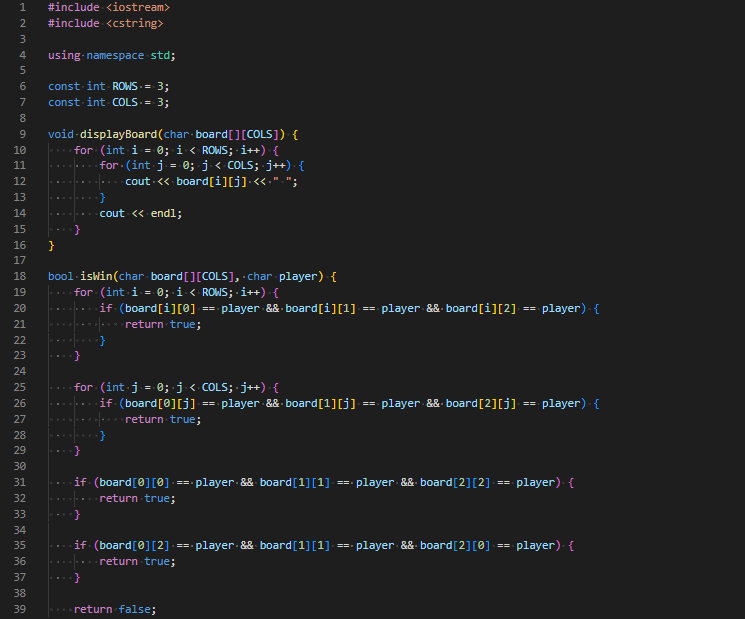 1 #include <iostream>
2 #include <cstring>
3
4 using namespace std;
5
6 const int ROWS = 3;
7 const int COLS = 3;
8
9 void displayBoard(char board[][COLS]) {
10     for (int i = 0; i < ROWS; i++) {
11         for (int j = 0; j < COLS; j++) {
12             cout << board[i][j] << " ";
13         }
14         cout << endl;
15     }
16 }
17
18 bool isWin(char board[][COLS], char player) {
19     for (int i = 0; i < ROWS; i++) {
20         if (board[i][0] == player && board[i][1] == player && board[i][2] == player) {
21             return true;
22         }
23     }
24
25     for (int j = 0; j < COLS; j++) {
26         if (board[0][j] == player && board[1][j] == player && board[2][j] == player) {
27             return true;
28         }
29     }
30
31     if (board[0][0] == player && board[1][1] == player && board[2][2] == player) {
32         return true;
33     }
34
35     if (board[0][2] == player && board[1][1] == player && board[2][0] == player) {
36         return true;
37     }
38
39     return false;